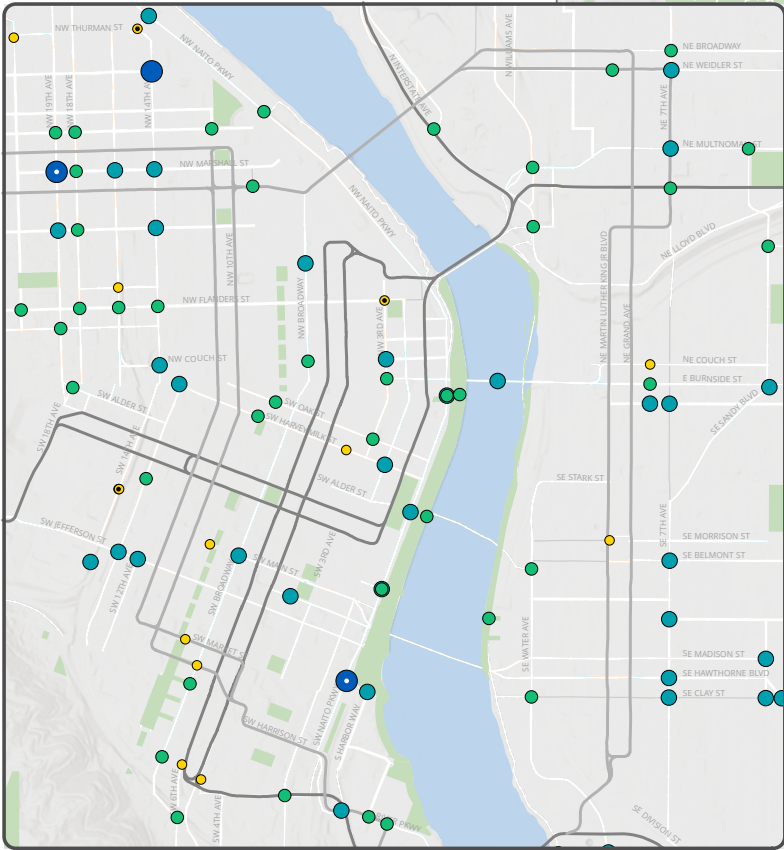 NW THURMAN ST
NW NAITO PKWY
N INTERSTATE AVE
N WILLIAMS AVE
NE BROADWAY
NE WEIDLER ST
NE 7TH AVE
NW 19TH AVE
NW 18TH AVE
NW 14TH A
NE MULTNOMA ST
NW MARSHALL ST
NW NAITO PKWY
NW 10TH AVE
NE LLOYD BLVD
NE MARTIN LUTHER KING JR BLVD
NE GRAND AVE
NW FLANDERS ST
NW BROADWAY
NW 3RD AVE
NW COUCH ST
NE COUCH ST
E BURNSIDE ST
SE SANDY BLVD
SW 18TH AVE
SW ALDER ST
SW OAK ST
SW HARVEY MILK ST
SW 14TH AVE
SW ALDER ST
SE STARK ST
SW JEFFERSON ST
SE 7TH AVE
SE MORRISON ST
SE BELMONT ST
SW 12TH AVE
SW BROADWAY
SW MAIN ST
SW 3RD AVE
SE WATER AVE
SW MARKET ST
SE MADISON ST
SE HAWTHORNE BLVD
SE CLAY ST
SW NAITO PKWY
S HARBOR WAY
SW HARRISON ST
W 6TH AVE
SW 4TH AVE
R PKWY
SE DIVISION ST